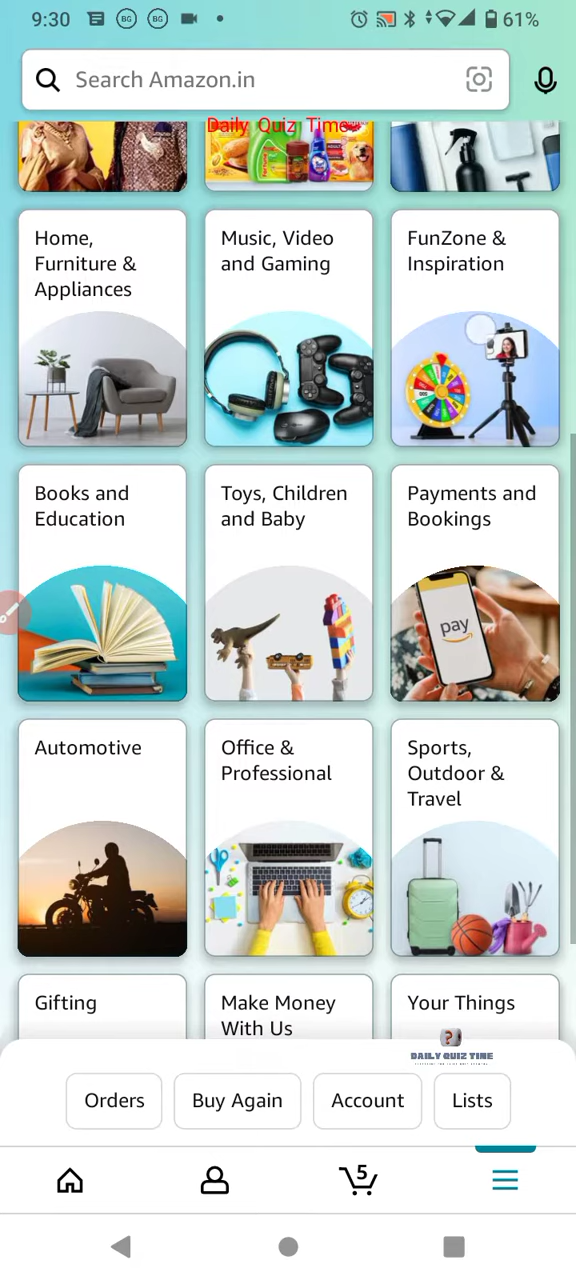 9:30 BG BG 61%
Search Amazon.in
Daily Quiz Time
Home,
Furniture &
Appliances
Music, Video
and Gaming
FunZone &
Inspiration
Books and
Education
Toys, Children
and Baby
Payments and
Bookings
pay
Automotive
Office &
Professional
Sports,
Outdoor &
Travel
Gifting
Make Money
With Us
Your Things
?
DAILY QUIZ TIME
Orders
Buy Again
Account
Lists
5